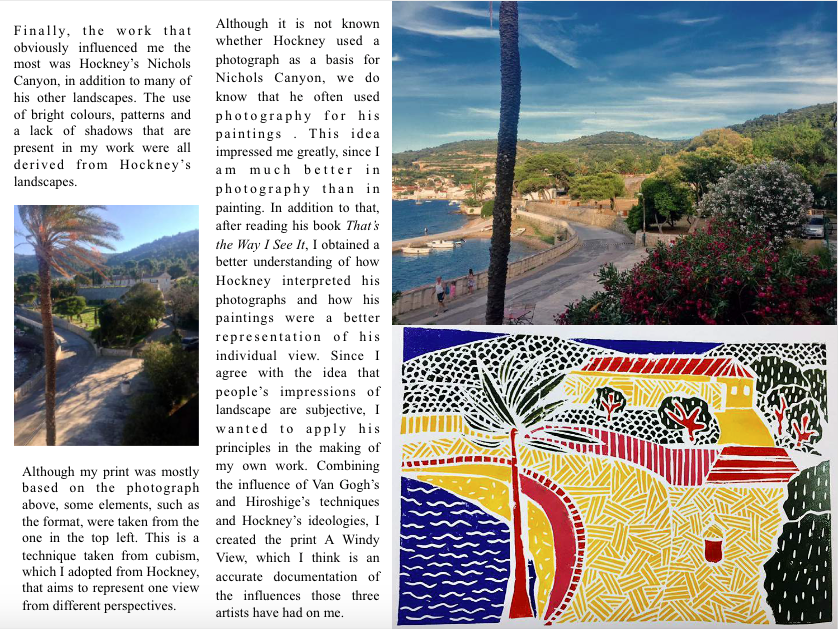 Finally, the work that
obviously influenced me the
most was Hockney's Nichols
Canyon, in addition to many of
his other landscapes. The use
of bright colours, patterns and
a lack of shadows that are
present in my work were all
derived from Hockney's
landscapes.
Although my print was mostly
based on the photograph
above, some elements, such as
the format, were taken from the
one in the top left. This is a
technique taken from cubism,
which I adopted from Hockney,
that aims to represent one view
from different perspectives.
Although it is not known
whether Hockney used a
photograph as a basis for
Nichols Canyon, we do
know that he often used
photography for his
paintings . This idea
impressed me greatly, since I
am much better in
photography than in
painting. In addition to that,
after reading his book That's
the Way I See It, I obtained a
better understanding of how
Hockney interpreted his
photographs and how his
paintings were a better
representation of his
individual view. Since I
agree with the idea that
people's impressions of
landscape are subjective, I
wanted to apply his
principles in the making of
my own work. Combining
the influence of Van Gogh's
and Hiroshige's techniques
and Hockney's ideologies, I
created the print A Windy
View, which I think is an
accurate documentation of
the influences those three
artists have had on me.